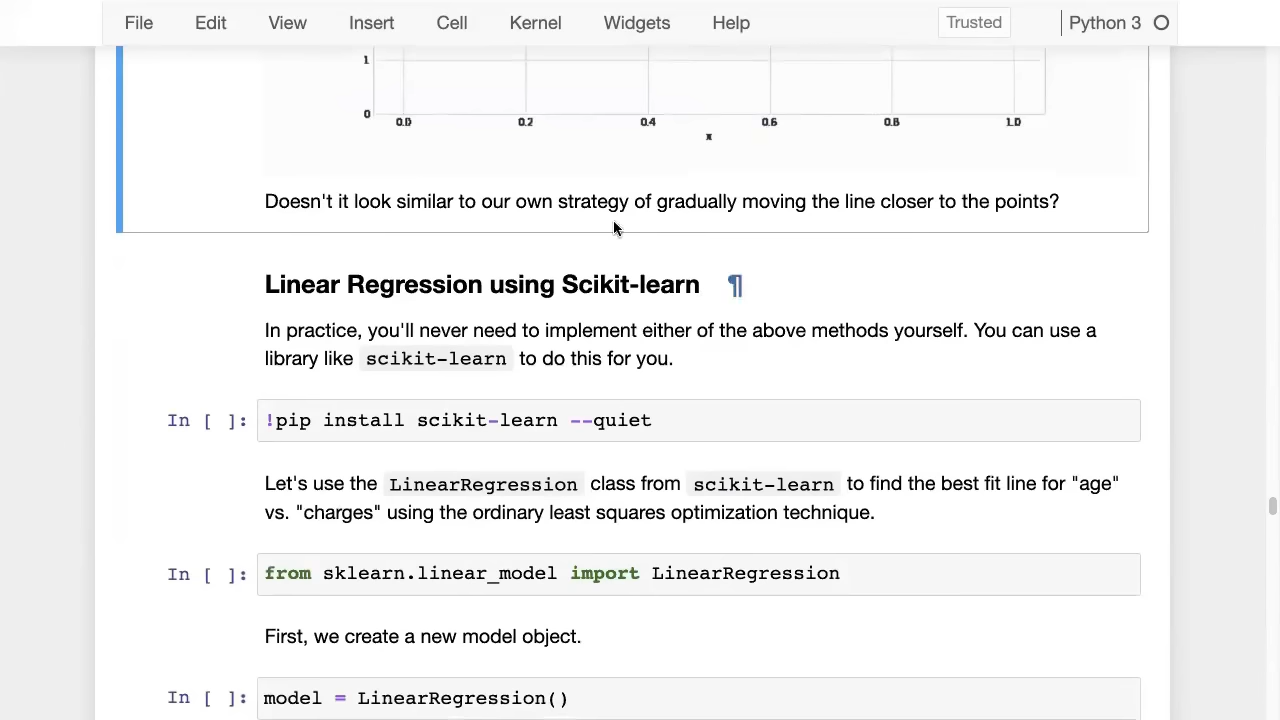 File Edit View Insert Cell Kernel Widgets Help Trusted Python 3
1
0
0.0 0.2 0.4 0.6 0.8 1.0
x
Doesn't it look similar to our own strategy of gradually moving the line closer to the points?
Linear Regression using Scikit-learn ¶
In practice, you'll never need to implement either of the above methods yourself. You can use a
library like scikit-learn to do this for you.
In [ ]: !pip install scikit-learn --quiet
Let's use the LinearRegression class from scikit-learn to find the best fit line for "age"
vs. "charges" using the ordinary least squares optimization technique.
In [ ]: from sklearn.linear_model import LinearRegression
First, we create a new model object.
In [ ]: model = LinearRegression()